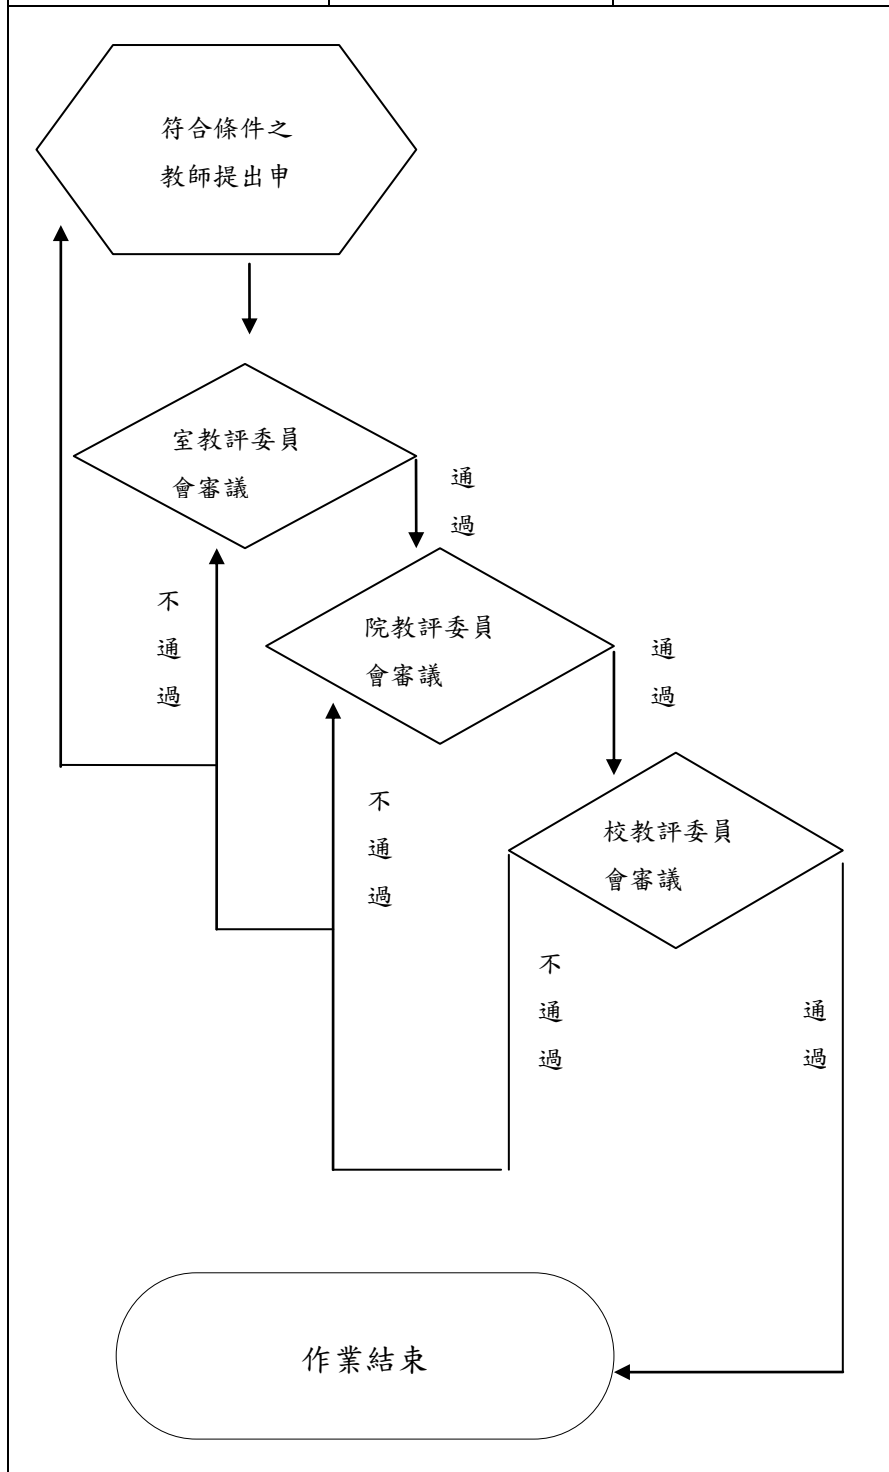 符合條件之
教師提出申
室教評委員
會審議
通
過
不
通
過
院教評委員
會審議
通
過
不
通
過
校教評委員
會審議
不
通
過
通
過
作業結束